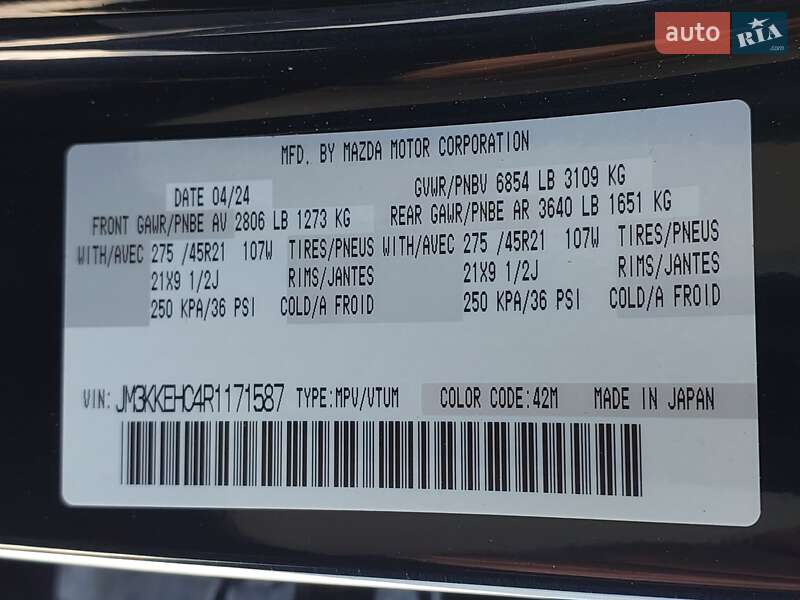 auto RIA .com
MFD. BY MAZDA MOTOR CORPORATION
DATE 04/24 GVWR/PNBV 6854 LB 3109 KG
FRONT GAWR/PNBE AV 2806 LB 1273 KG REAR GAWR/PNBE AR 3640 LB 1651 KG
WITH/AVEC 275 /45R21 107W TIRES/PNEUS WITH/AVEC 275 /45R21 107W TIRES/PNEUS
21X9 1/2J RIMS/JANTES 21X9 1/2J RIMS/JANTES
250 KPA/36 PSI COLD/A FROID 250 KPA/36 PSI COLD/A FROID
VIN: JM3KKEHC4R1171587 TYPE:MPV/VTUM COLOR CODE:42M MADE IN JAPAN